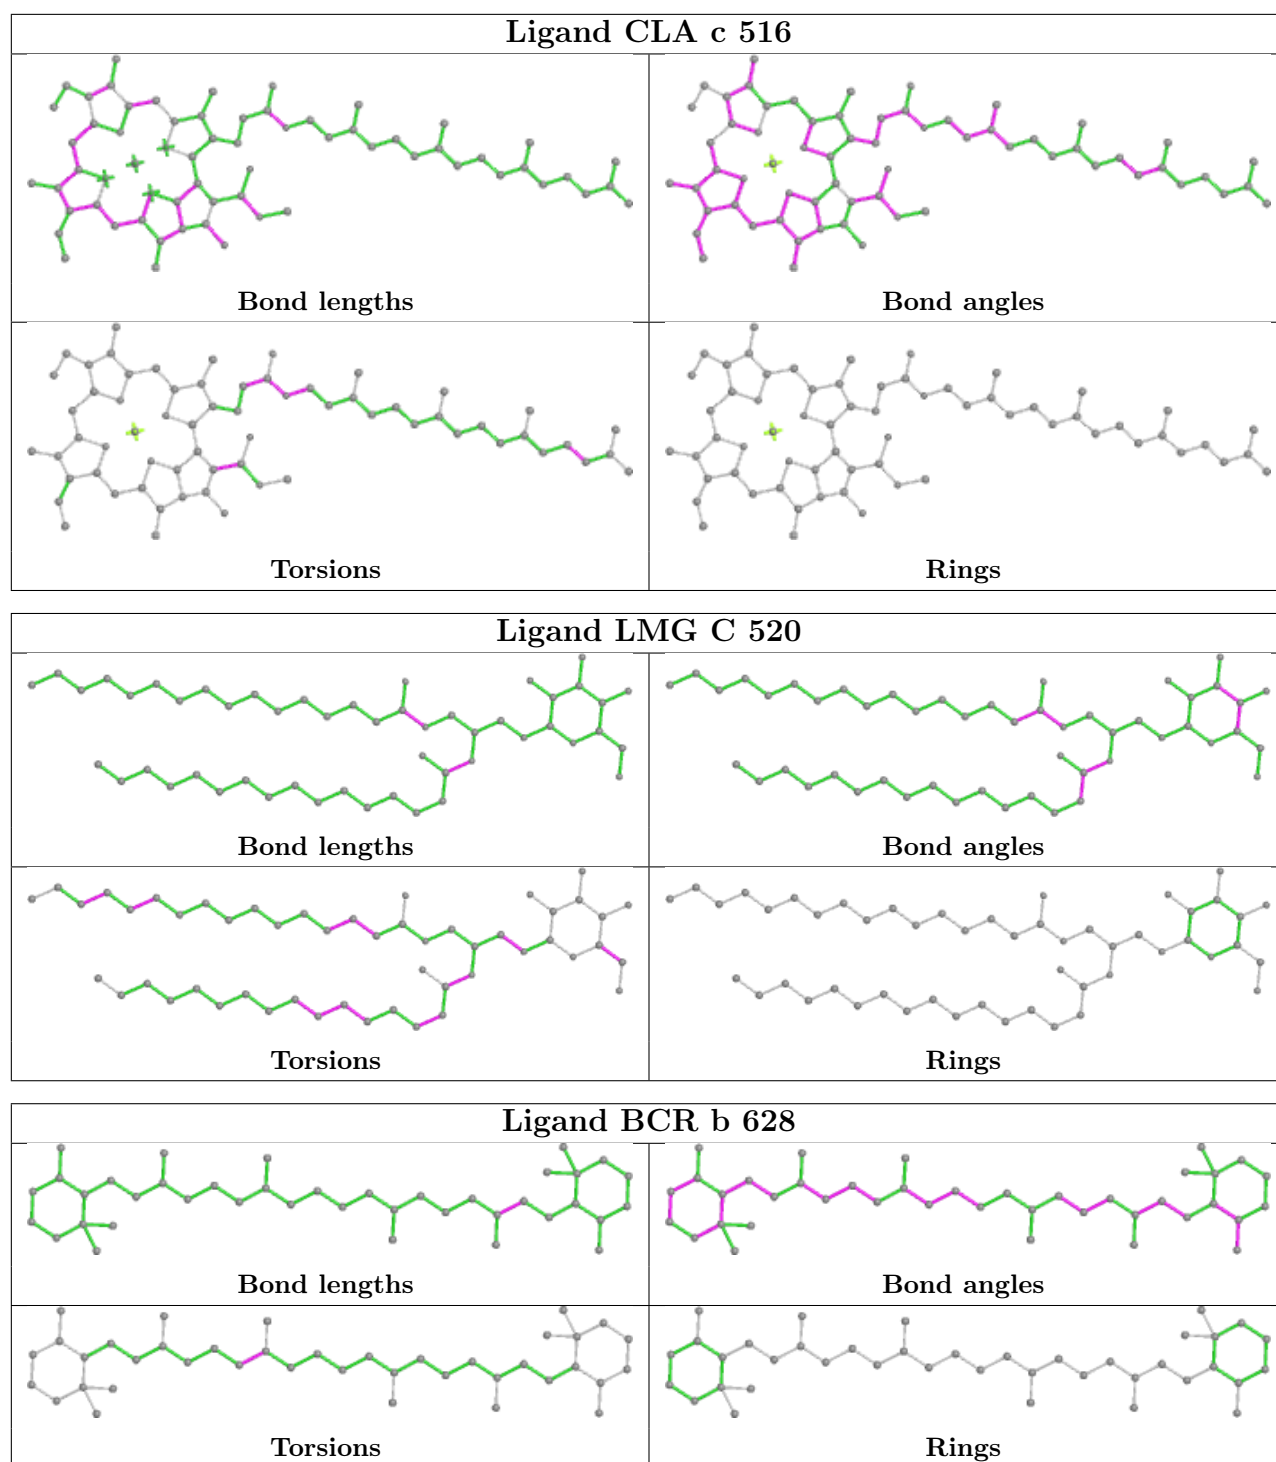 Ligand CLA c 516
Bond lengths
Bond angles
Torsions
Rings
Ligand LMG C 520
Bond lengths
Bond angles
Torsions
Rings
Ligand BCR b 628
Bond lengths
Bond angles
Torsions
Rings